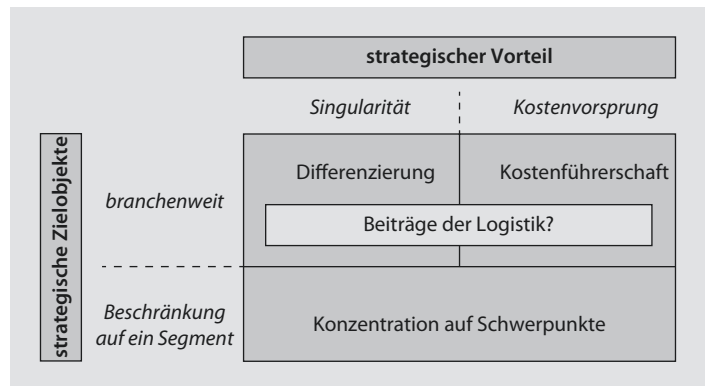 strategischer Vorteil
Singularität
Kostenvorsprung
strategische Zielobjekte
branchenweit
Differenzierung
Kostenführerschaft
Beiträge der Logistik?
Beschränkung
auf ein Segment
Konzentration auf Schwerpunkte